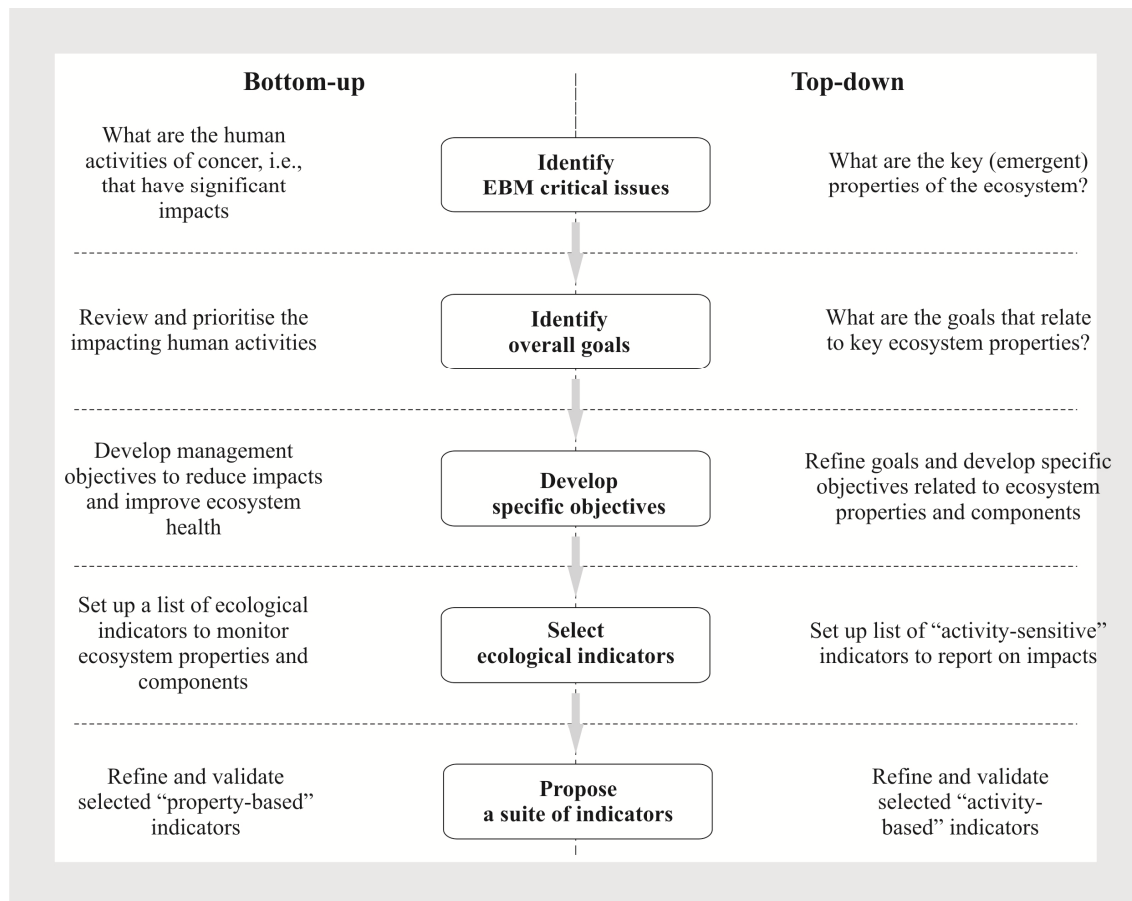 Bottom-up
Top-down
What are the human
activities of concer, i.e.,
that have significant
impacts
Identify
EBM critical issues
What are the key (emergent)
properties of the ecosystem?
Review and prioritise the
impacting human activities
Identify
overall goals
What are the goals that relate
to key ecosystem properties?
Develop management
objectives to reduce impacts
and improve ecosystem
health
Develop
specific objectives
Refine goals and develop specific
objectives related to ecosystem
properties and components
Set up a list of ecological
indicators to monitor
ecosystem properties and
components
Select
ecological indicators
Set up list of “activity-sensitive”
indicators to report on impacts
Refine and validate
selected “property-based”
indicators
Propose
a suite of indicators
Refine and validate
selected “activity-
based” indicators